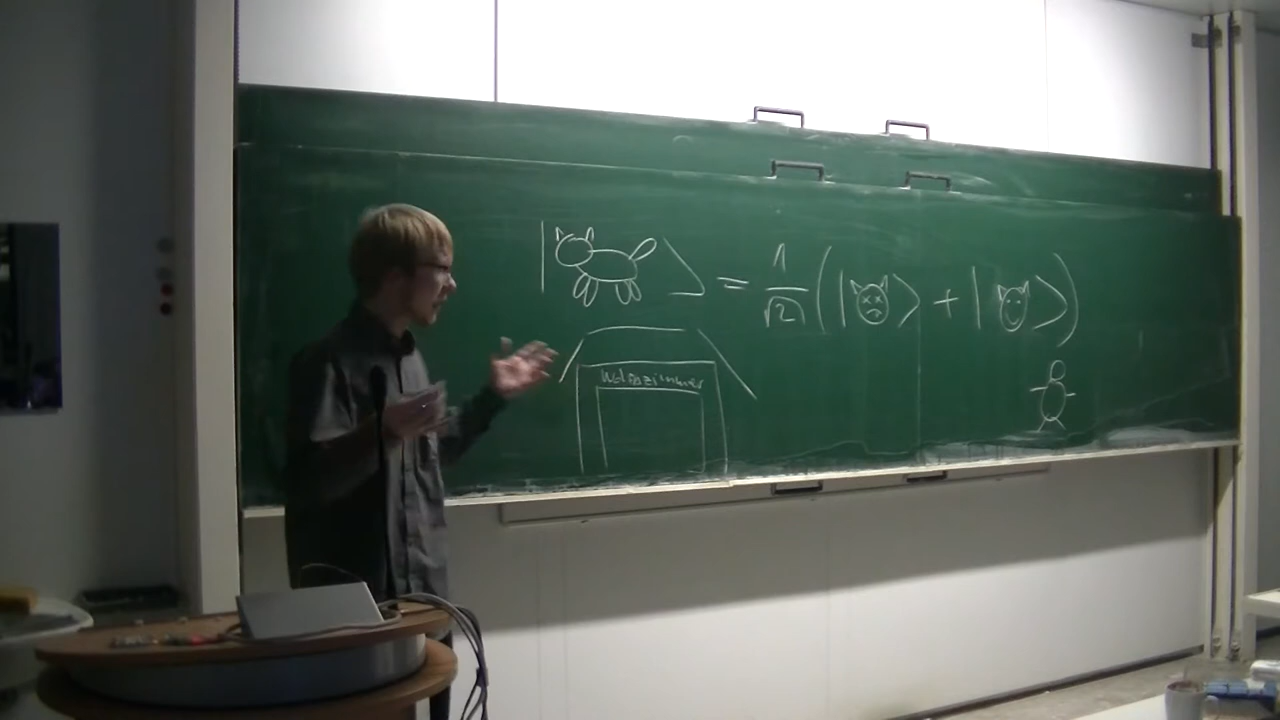 | ⟩ = 1/√2 ( | ⟩ + | ⟩ )